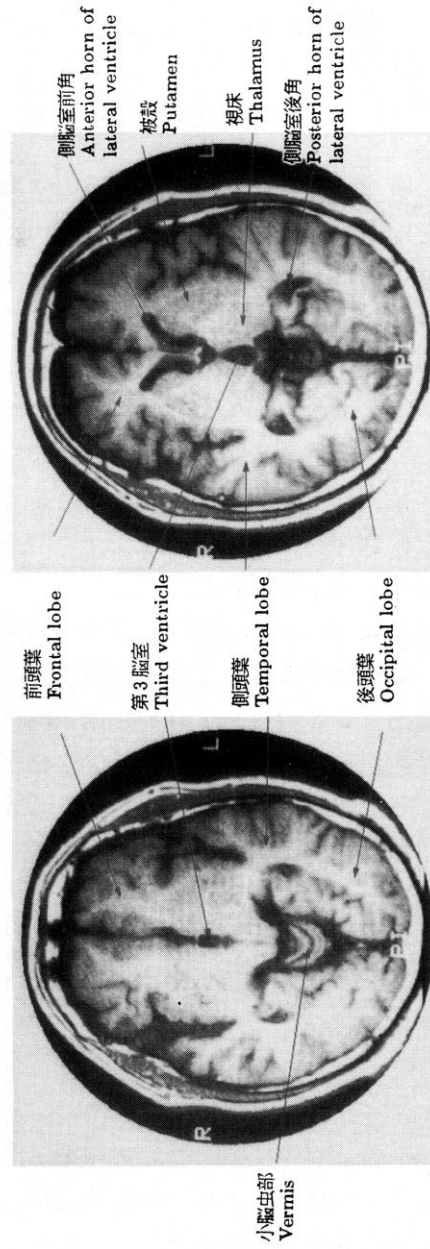 小脳虫部
Vermis
前頭葉
Frontal lobe
第3脳室
Third ventricle
側頭葉
Temporal lobe
後頭葉
Occipital lobe
側脳室前角
Anterior horn of
lateral ventricle
被殻
Putamen
視床
Thalamus
側脳室後角
Posterior horn of
lateral ventricle
R
L
PI
R
L
PI